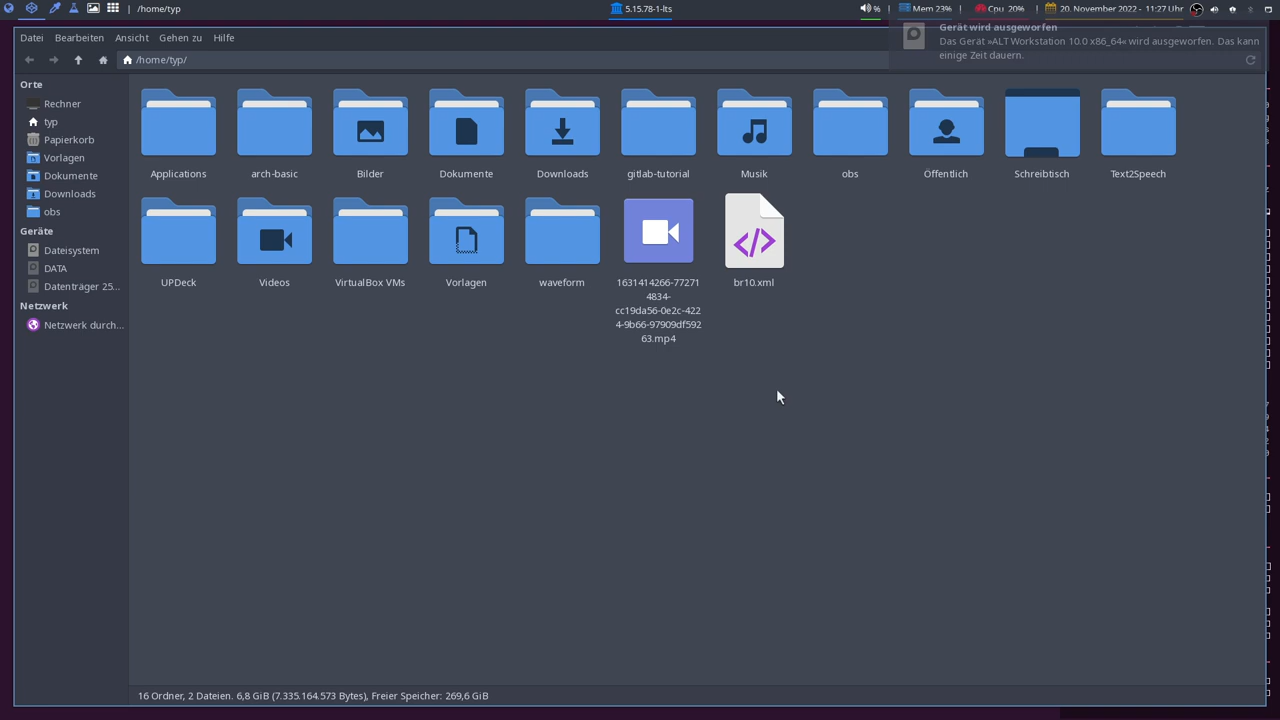 /home/typ
5.15.78-1-lts
%
Mem 23%
Cpu 20%
20. November 2022 - 11:27 Uhr
Datei Bearbeiten Ansicht Gehen zu Hilfe
Gerät wird ausgeworfen
Das Gerät »ALT Workstation 10.0 x86_64« wird ausgeworfen. Das kann
einige Zeit dauern.
/home/typ/
Orte
Rechner
typ
Papierkorb
Vorlagen
Dokumente
Downloads
obs
Geräte
Dateisystem
DATA
Datenträger 25...
Netzwerk
Netzwerk durch...
Applications
arch-basic
Bilder
Dokumente
Downloads
gitlab-tutorial
Musik
obs
Öffentlich
Schreibtisch
Text2Speech
UPDeck
Videos
VirtualBox VMs
Vorlagen
waveform
1631414266-77271
4834-
cc19da56-0e2c-422
4-9b66-97909df592
63.mp4
br10.xml
16 Ordner, 2 Dateien. 6,8 GiB (7.335.164.573 Bytes), Freier Speicher: 269,6 GiB